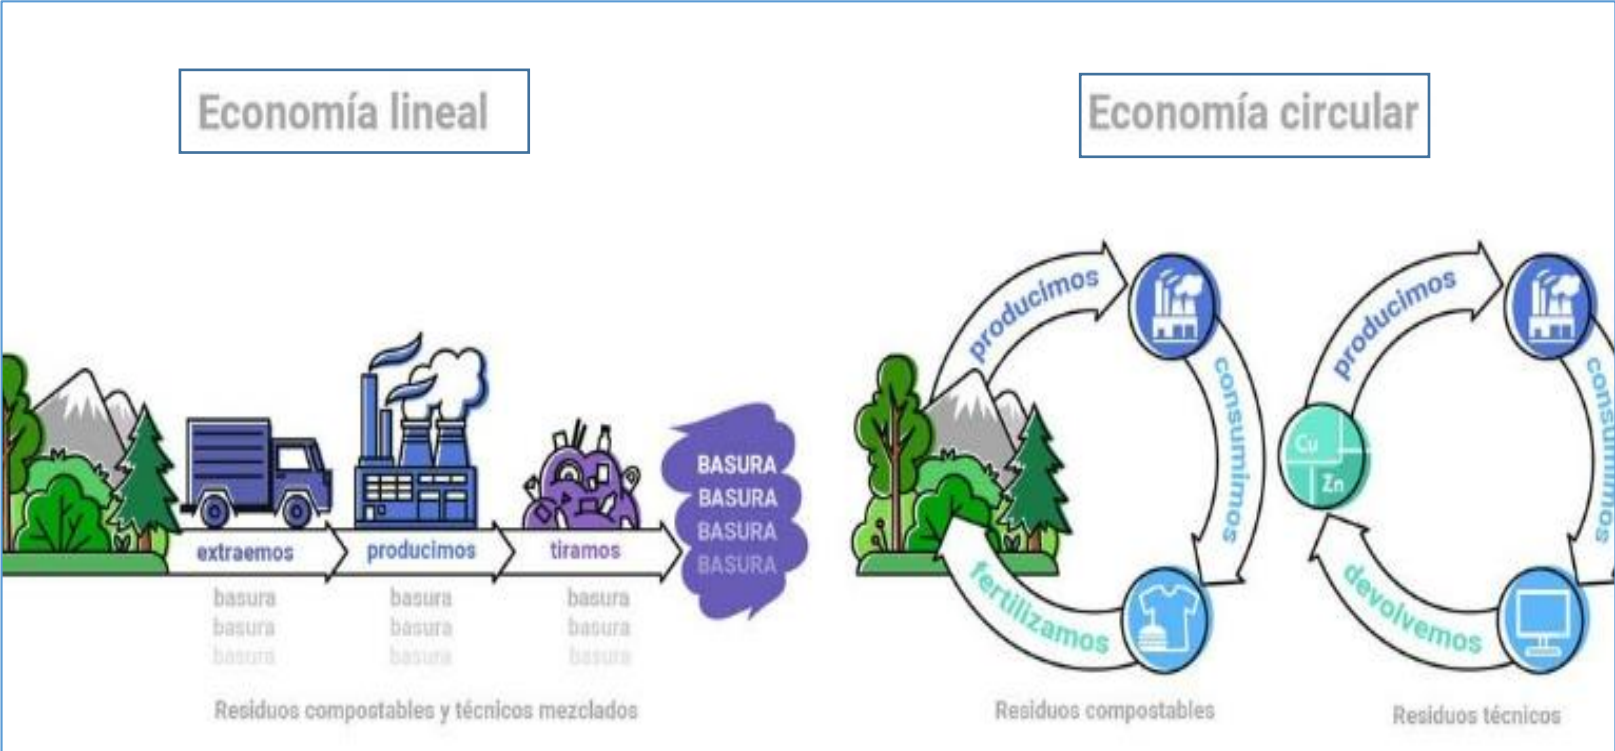 Economía lineal
extraemos
producimos
tiramos
basura
basura
basura
basura
basura
basura
basura
basura
basura
BASURA
BASURA
BASURA
BASURA
Residuos compostables y técnicos mezclados
Economía circular
producimos
consumimos
fertilizamos
Residuos compostables
producimos
consumimos
devolvemos
Cu
Zn
Residuos técnicos